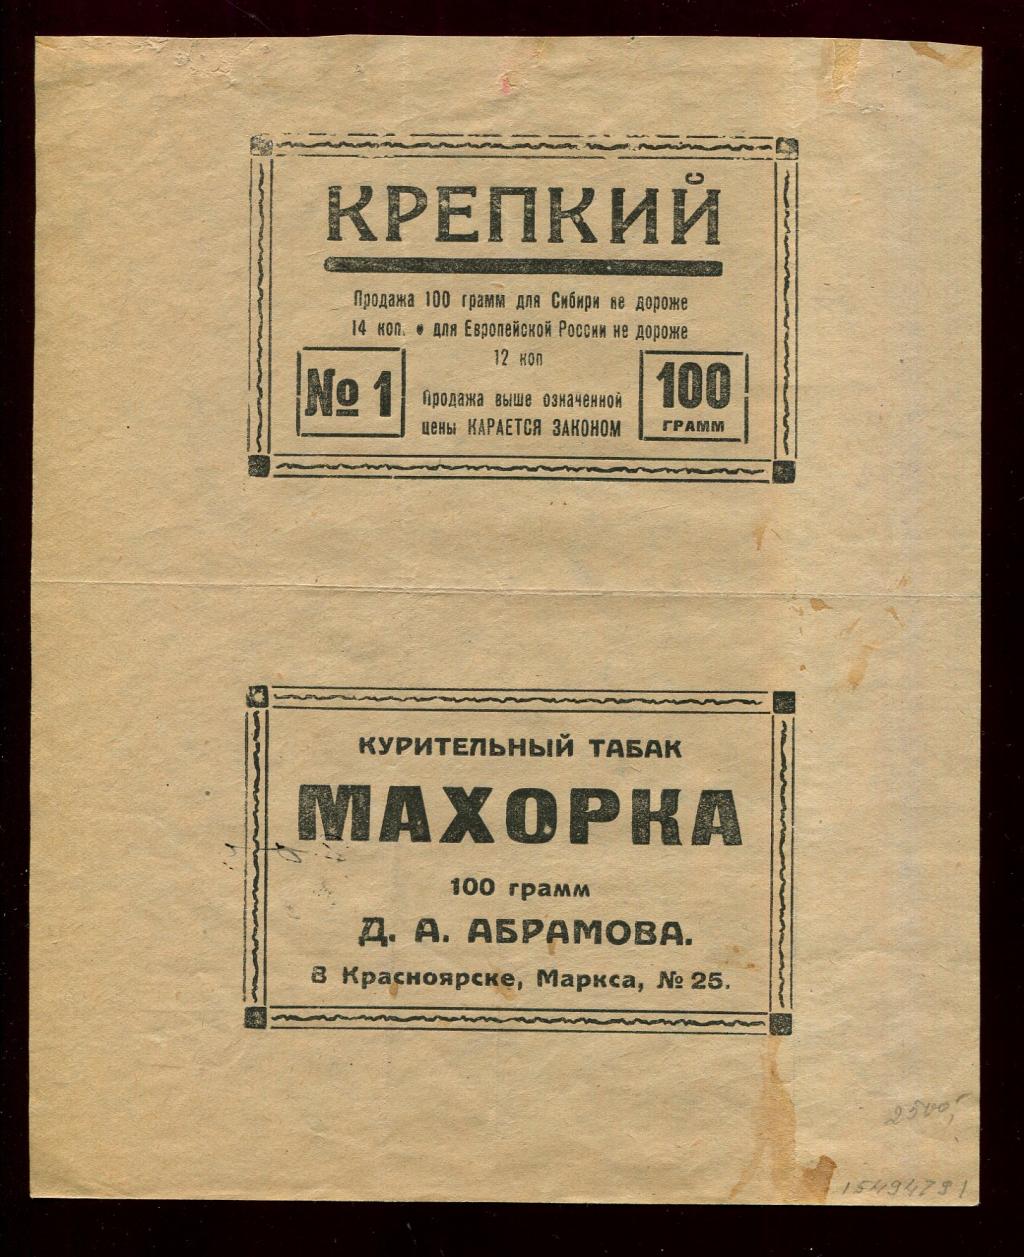 КРЕПКИЙ
Продажа 100 грамм для Сибири не дороже
14 коп. • для Европейской России не дороже
12 коп
№ 1
Продажа выше означенной
цены КАРАЕТСЯ ЗАКОНОМ
100
ГРАММ
КУРИТЕЛЬНЫЙ ТАБАК
МАХОРКА
100 грамм
Д. А. АБРАМОВА.
В Красноярске, Маркса, № 25.
2500,-
15494791